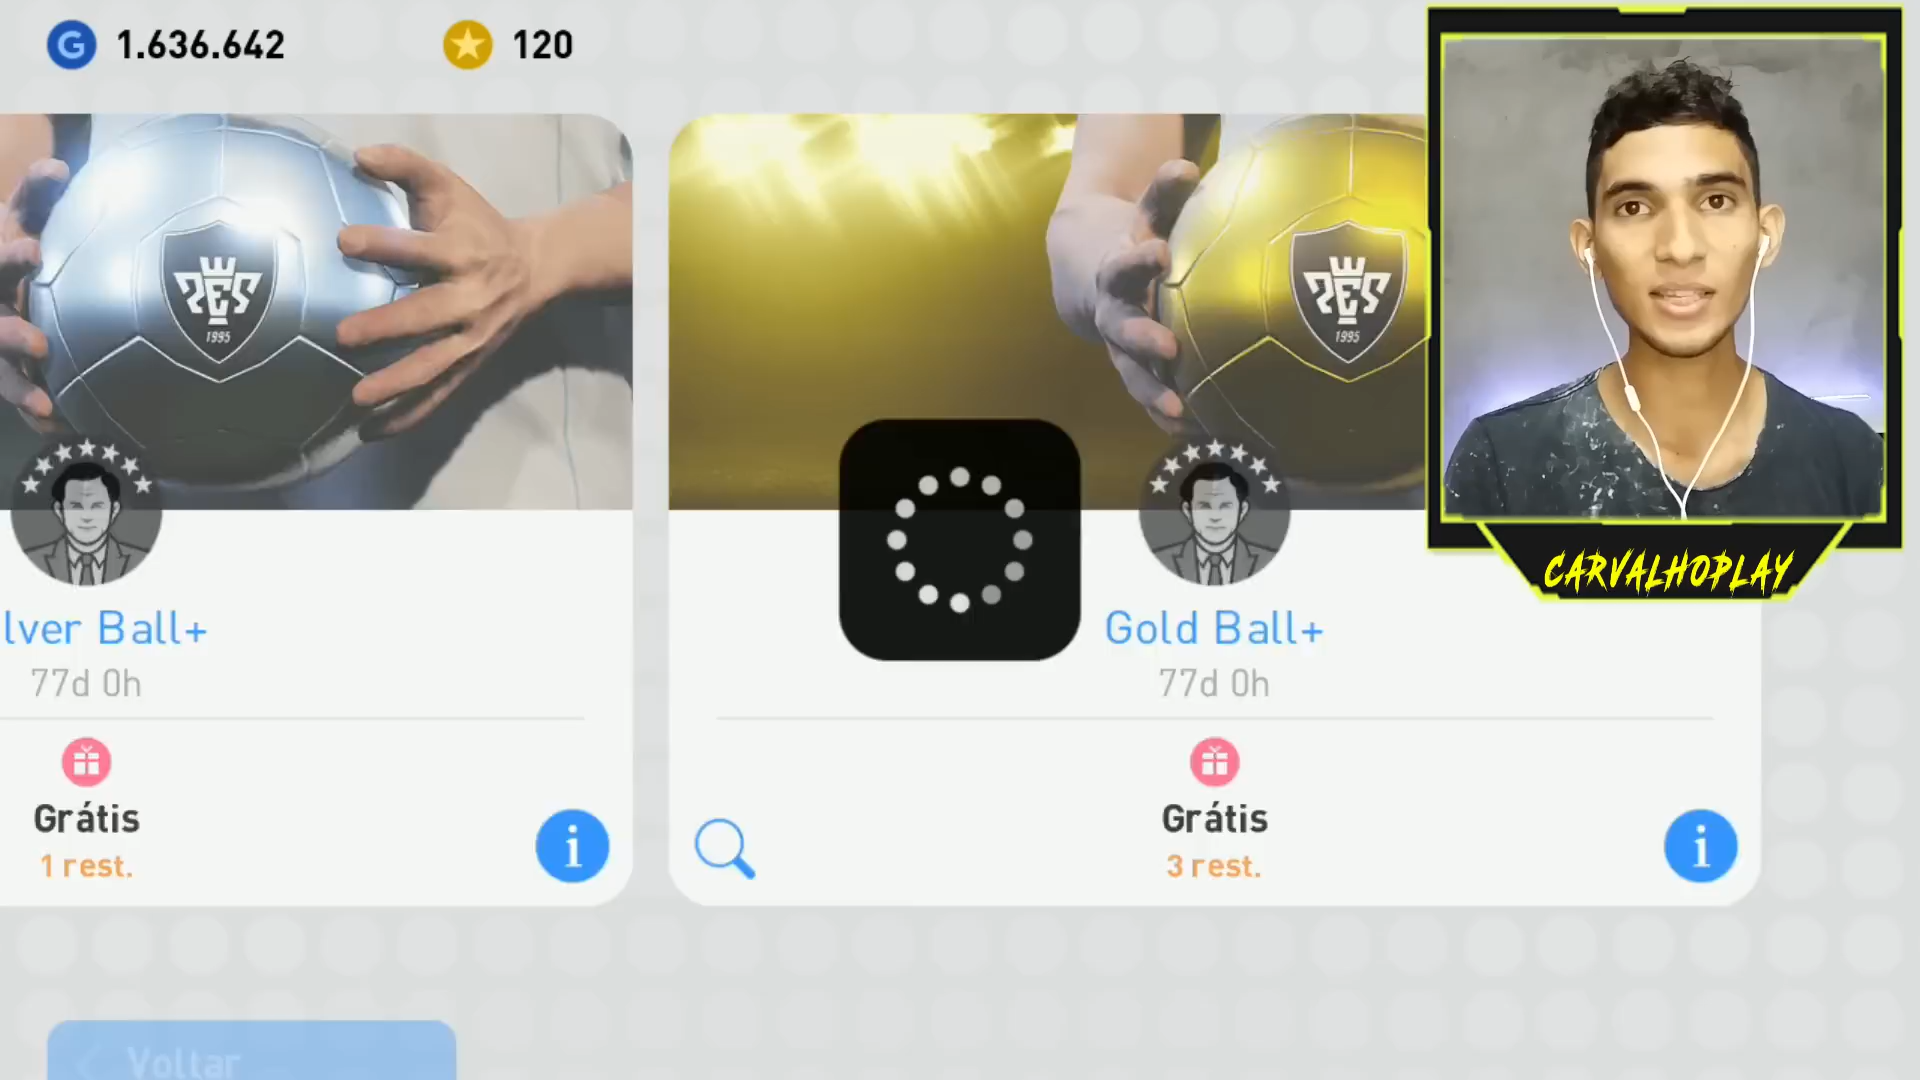 G 1.636.642
120
PES
1995
PES
1995
CARVALHOPLAY
lver Ball+
77d 0h
Gold Ball+
77d 0h
Grátis
1 rest.
i
Grátis
3 rest.
i
Voltar